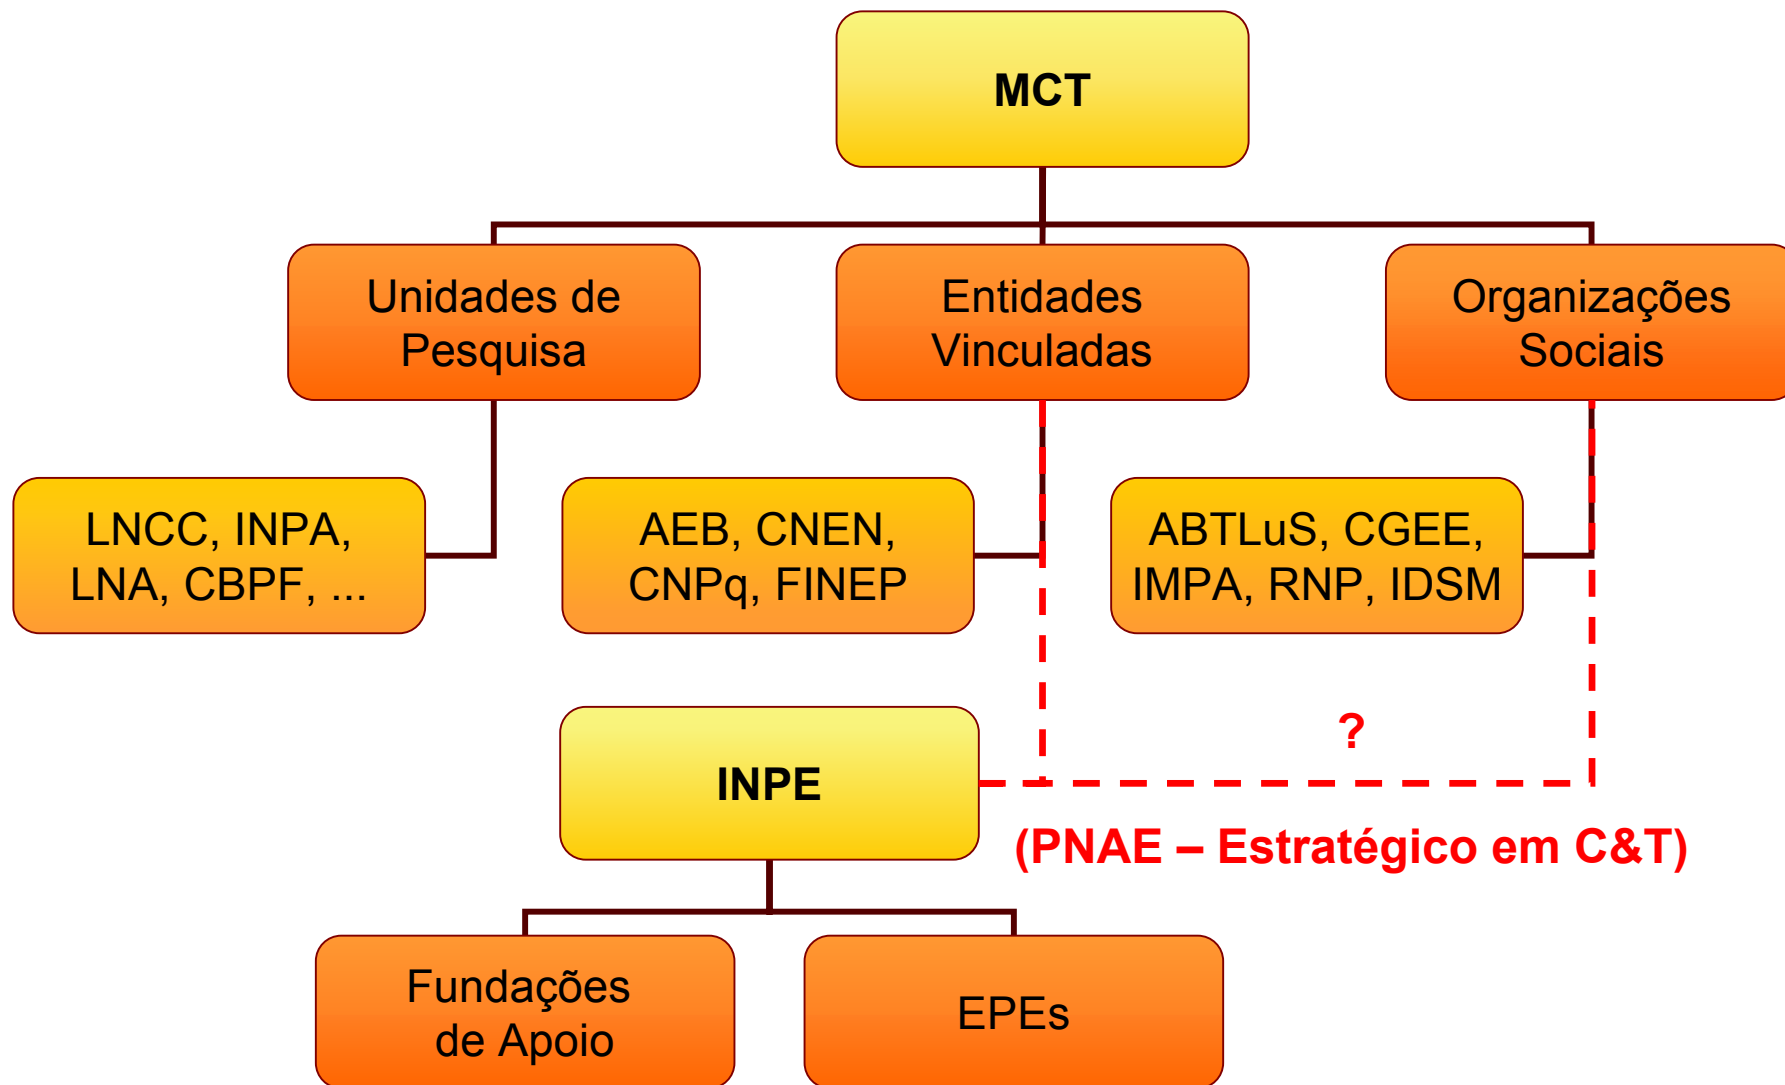 MCT
Unidades de
Pesquisa
Entidades
Vinculadas
Organizações
Sociais
LNCC, INPA,
LNA, CBPF, ...
AEB, CNEN,
CNPq, FINEP
ABTLuS, CGEE,
IMPA, RNP, IDSM
?
INPE
(PNAE – Estratégico em C&T)
Fundações
de Apoio
EPEs